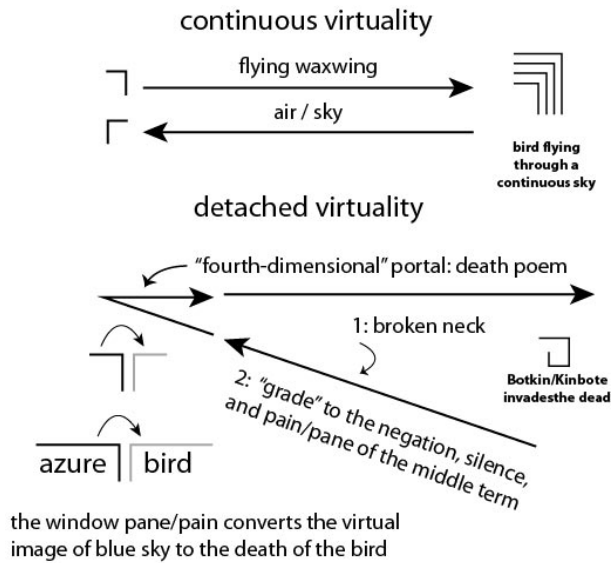 continuous virtuality
flying waxwing
air / sky
bird flying
through a
continuous sky
detached virtuality
“fourth-dimensional” portal: death poem
1: broken neck
2: “grade” to the negation, silence,
and pain/pane of the middle term
Botkin/Kinbote
invadesthe dead
azure bird
the window pane/pain converts the virtual
image of blue sky to the death of the bird